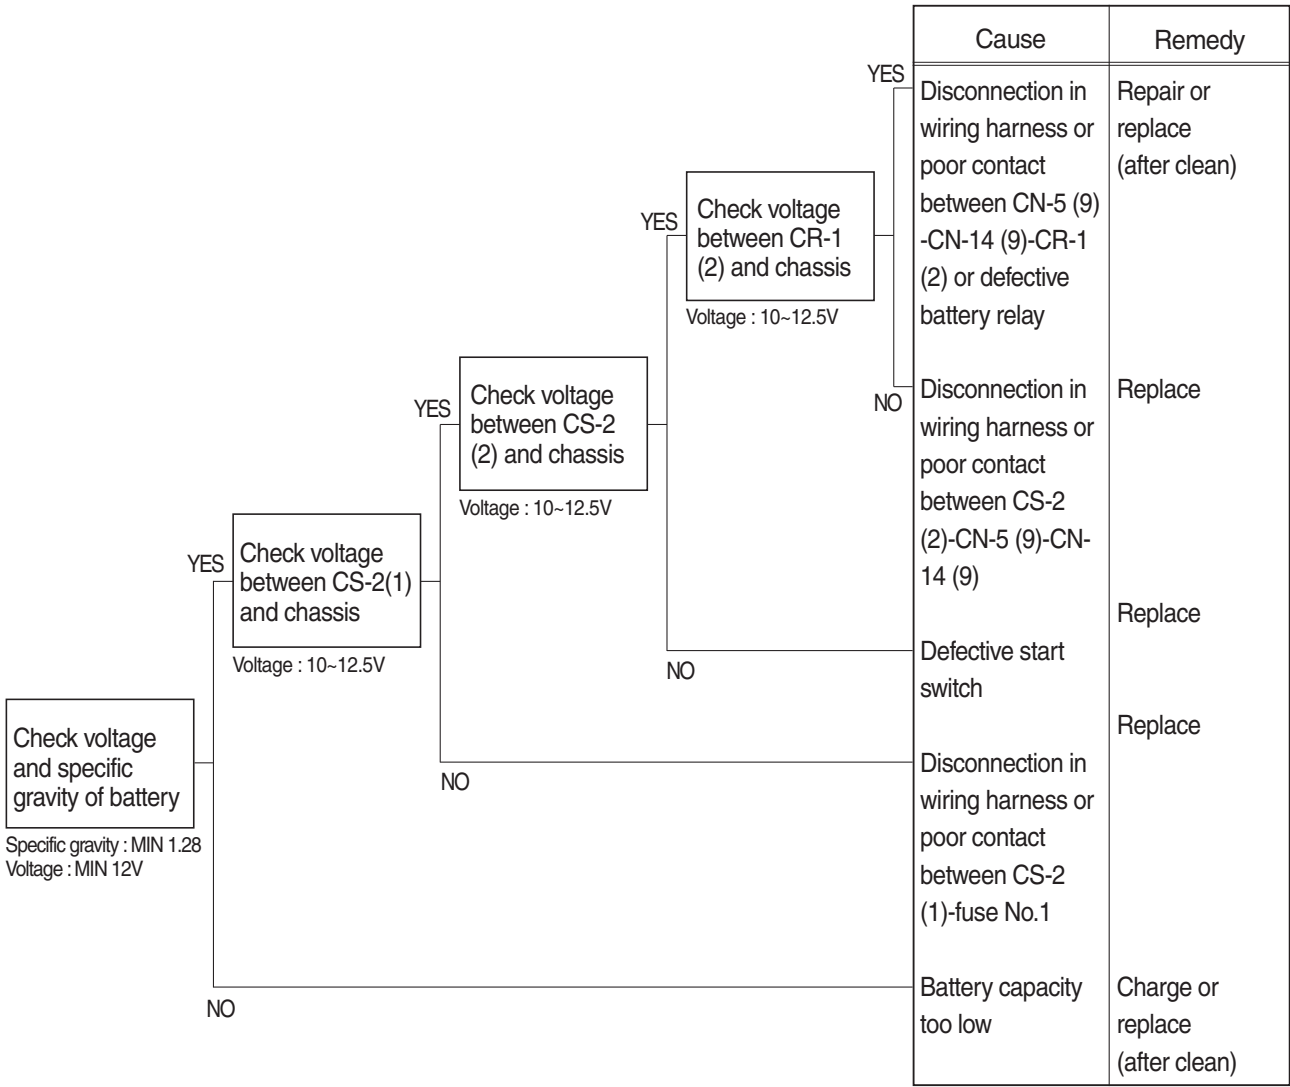 Cause
Remedy
YES
Disconnection in
wiring harness or
poor contact
between CN-5 (9)
-CN-14 (9)-CR-1
(2) or defective
battery relay
Repair or
replace
(after clean)
YES
Check voltage
between CR-1
(2) and chassis
Voltage : 10~12.5V
NO
Disconnection in
wiring harness or
poor contact
between CS-2
(2)-CN-5 (9)-CN-
14 (9)
Replace
YES
Check voltage
between CS-2
(2) and chassis
Voltage : 10~12.5V
NO
Defective start
switch
Replace
YES
Check voltage
between CS-2(1)
and chassis
Voltage : 10~12.5V
NO
Disconnection in
wiring harness or
poor contact
between CS-2
(1)-fuse No.1
Replace
Check voltage
and specific
gravity of battery
Specific gravity : MIN 1.28
Voltage : MIN 12V
NO
Battery capacity
too low
Charge or
replace
(after clean)